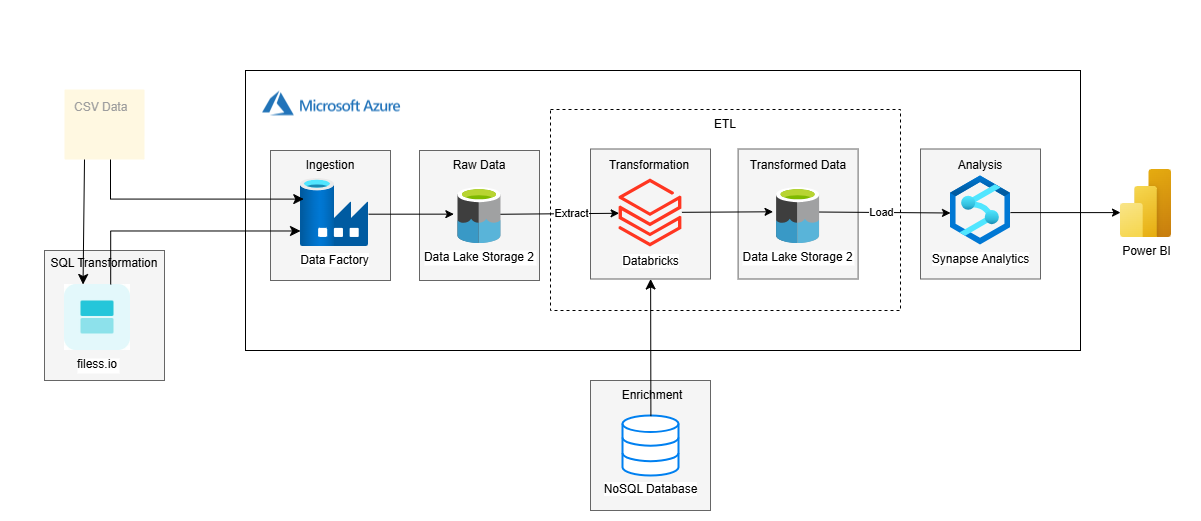 CSV Data
SQL Transformation
filess.io
Microsoft Azure
Ingestion
Data Factory
Raw Data
Data Lake Storage 2
ETL
Extract
Transformation
Databricks
Transformed Data
Data Lake Storage 2
Load
Analysis
Synapse Analytics
Power BI
Enrichment
NoSQL Database